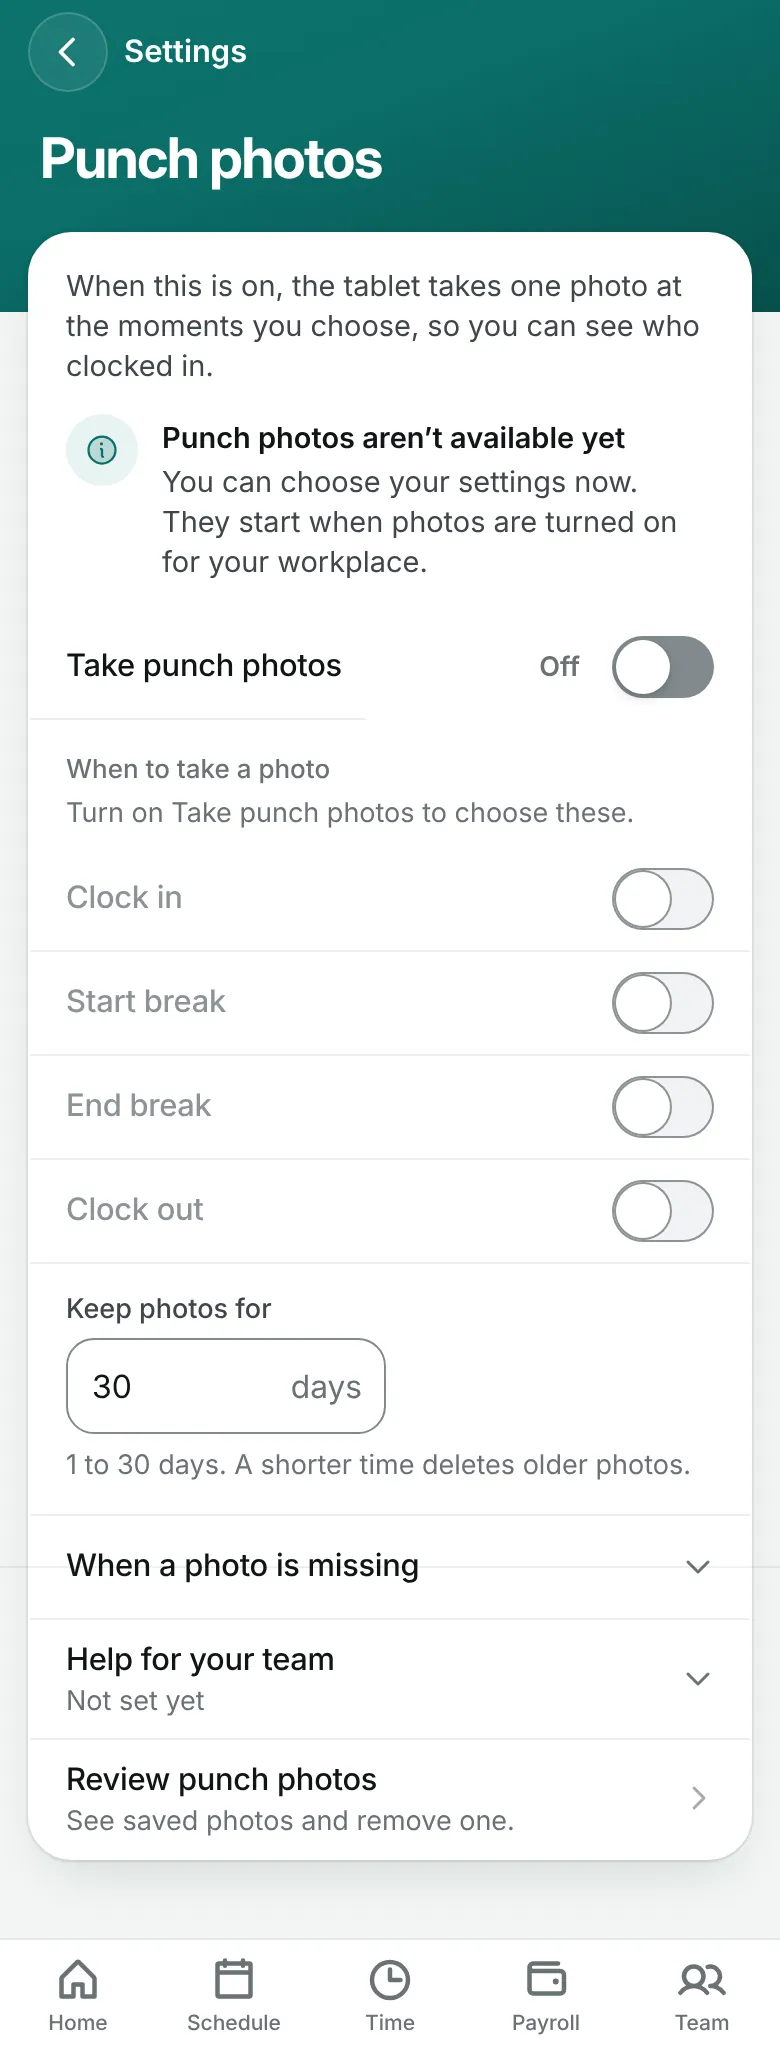 Settings
Punch photos
When this is on, the tablet takes one photo at
the moments you choose, so you can see who
clocked in.
Punch photos aren’t available yet
You can choose your settings now.
They start when photos are turned on
for your workplace.
Take punch photos
Off
When to take a photo
Turn on Take punch photos to choose these.
Clock in
Start break
End break
Clock out
Keep photos for
30 days
1 to 30 days. A shorter time deletes older photos.
When a photo is missing
Help for your team
Not set yet
Review punch photos
See saved photos and remove one.
Home Schedule Time Payroll Team